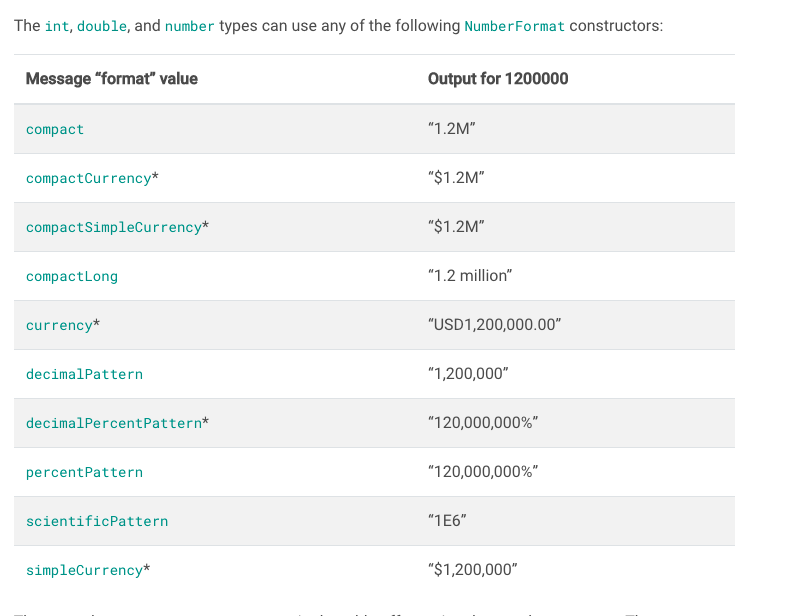 The int, double, and number types can use any of the following NumberFormat constructors:
Message “format” value Output for 1200000
compact “1.2M”
compactCurrency* “$1.2M”
compactSimpleCurrency* “$1.2M”
compactLong “1.2 million”
currency* “USD1,200,000.00”
decimalPattern “1,200,000”
decimalPercentPattern* “120,000,000%”
percentPattern “120,000,000%”
scientificPattern “1E6”
simpleCurrency* “$1,200,000”